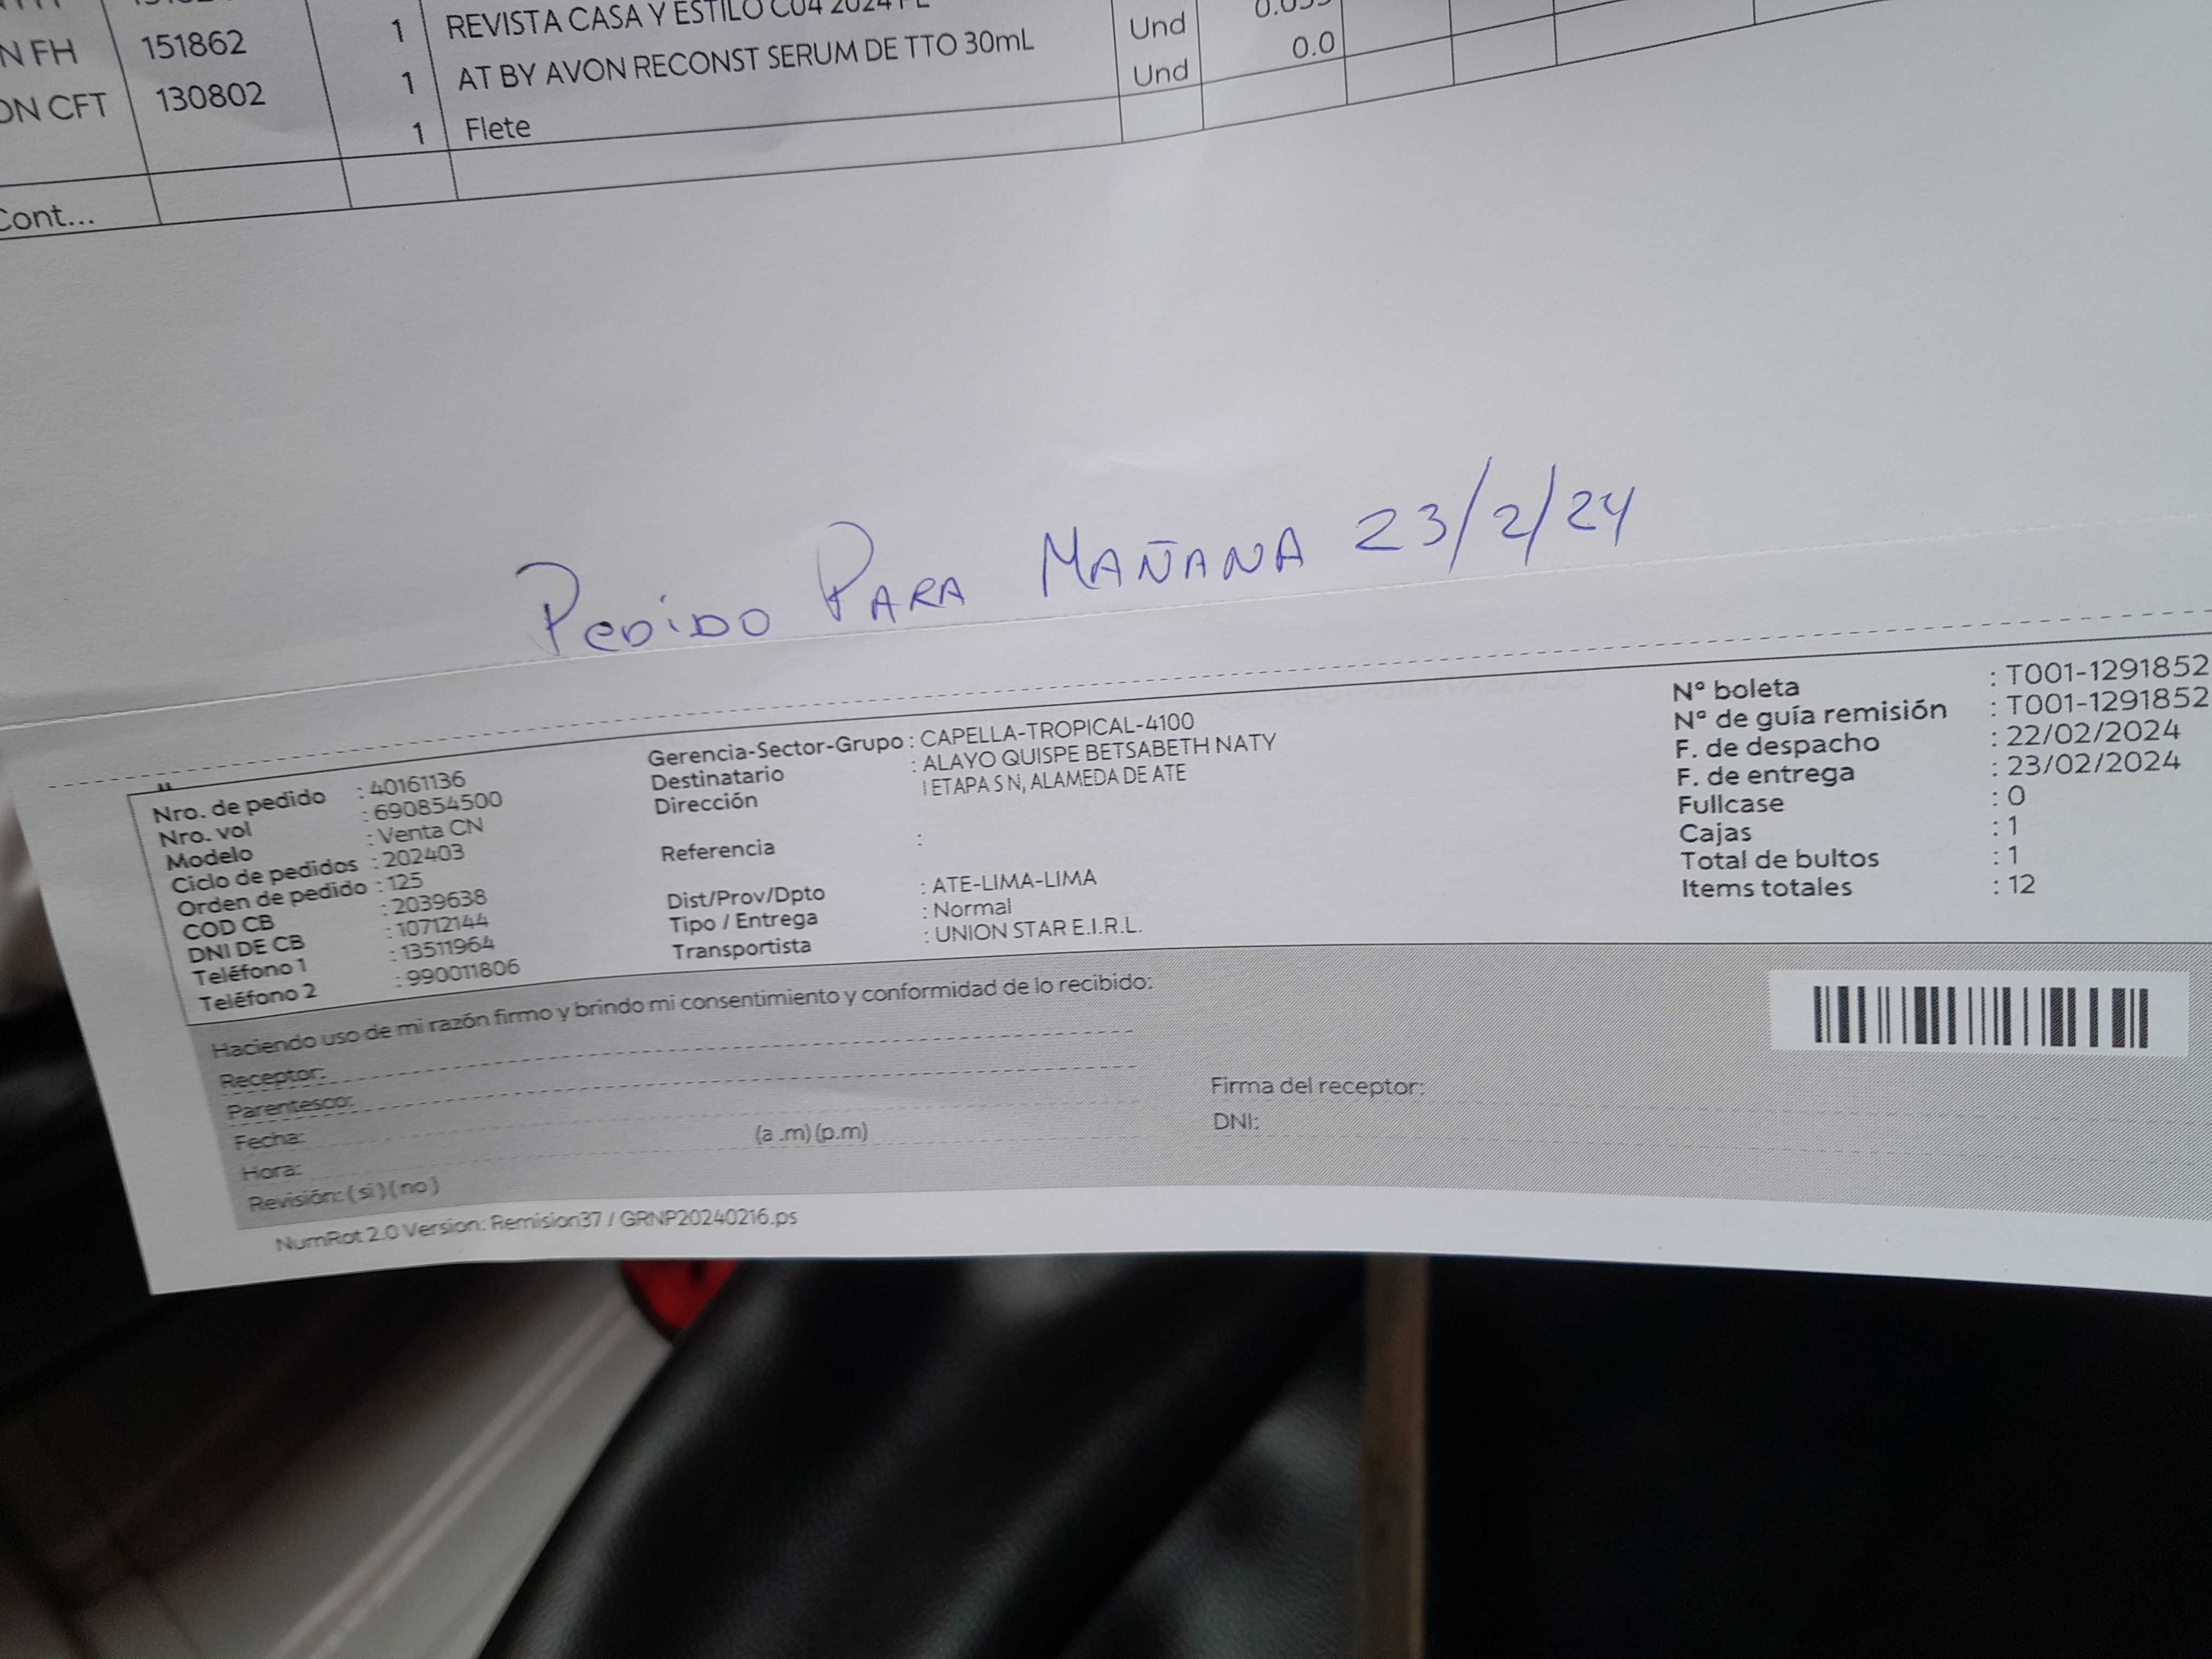 1 REVISTA CASA Y ESTILO C04 2024 Und
N FH 151862 1 AT BY AVON RECONST SERUM DE TTO 30mL Und 0.0
ON CFT 130802 1 Flete
Cont...
PEDIDO PARA MAÑANA 23/2/24
Nro. de pedido : 40161136
Nro. vol : 690854500
Modelo : Venta CN
Ciclo de pedidos : 202403
Orden de pedido : 125
COD CB : 2039638
DNI DE CB : 10712144
Teléfono 1 : 13511964
Teléfono 2 : 990011806
Gerencia-Sector-Grupo : CAPELLA-TROPICAL-4100
Destinatario : ALAYO QUISPE BETSABETH NATY
Dirección I ETAPA S N, ALAMEDA DE ATE
Referencia :
Dist/Prov/Dpto : ATE-LIMA-LIMA
Tipo / Entrega : Normal
Transportista : UNION STAR E.I.R.L.
N° boleta : T001-1291852
N° de guía remisión : T001-1291852
F. de despacho : 22/02/2024
F. de entrega : 23/02/2024
Fullcase : 0
Cajas : 1
Total de bultos : 1
Items totales : 12
Haciendo uso de mi razón firmo y brindo mi consentimiento y conformidad de lo recibido:
Receptor:
Parentesco:
Fecha:
Hora: (a .m) (p.m)
Revisión: ( si ) ( no )
Firma del receptor:
DNI:
NumRot 2.0 Version: Remision37 / GRNP20240216.ps